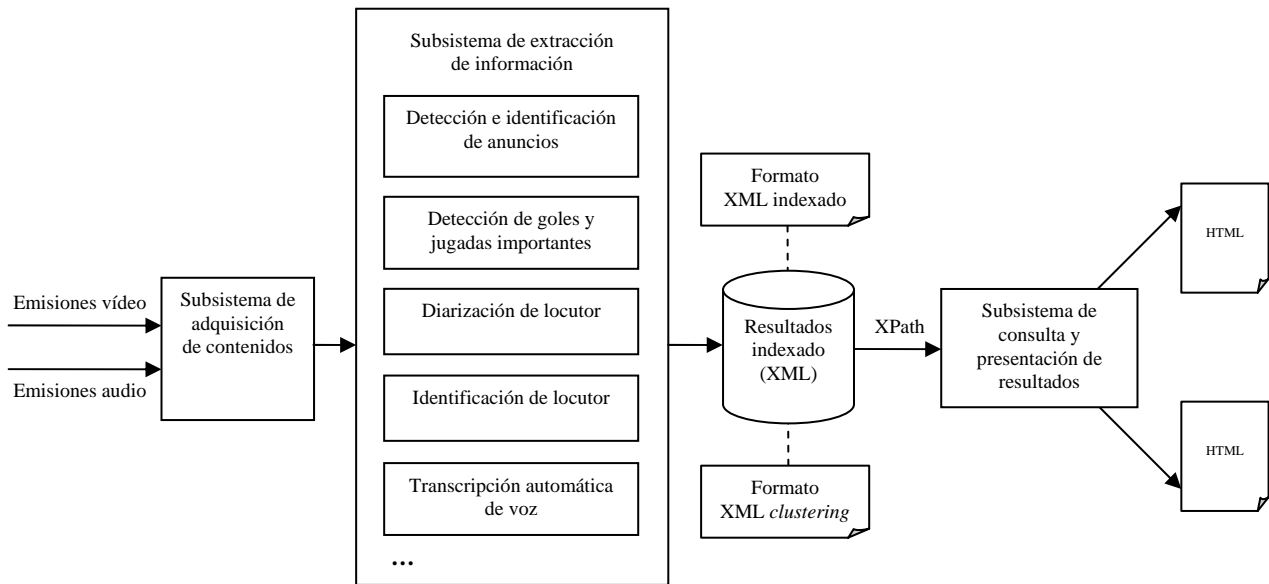 Emisiones vídeo
Emisiones audio
Subsistema de
adquisición
de contenidos
Subsistema de extracción
de información
Detección e identificación
de anuncios
Detección de goles y
jugadas importantes
Diarización de locutor
Identificación de locutor
Transcripción automática
de voz
...
Formato
XML indexado
Resultados
indexado
(XML)
Formato
XML clustering
XPath
Subsistema de
consulta y
presentación de
resultados
HTML
HTML